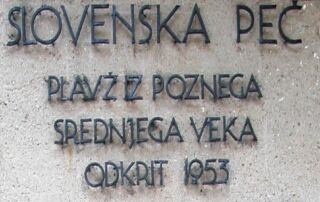 SLOVENSKA PEČ
PLAVŽ IZ POZNEGA
SREDNJEGA VEKA
ODKRIT 1953